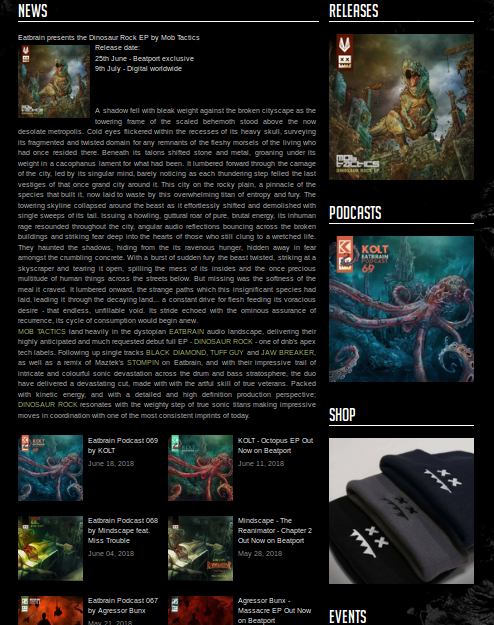 NEWS
Eatbrain presents the Dinosaur Rock EP by Mob Tactics
Release date:
25th June - Beatport exclusive
9th July - Digital worldwide
A shadow fell with bleak weight against the broken cityscape as the
towering frame of the scaled behemoth stood above the now
desolate metropolis. Cold eyes flickered within the recesses of its heavy skull, surveying
its fragmented and twisted domain for any remnants of the fleshy morsels of the living who
had once resided there. Beneath its talons shifted stone and metal, groaning under its
weight in a cacophonus lament for what had been. It lumbered forward through the carnage
of the city, led by its singular mind, barely noticing as each thundering step felled the last
vestiges of that once grand city around it. This city on the rocky plain, a pinnacle of the
species that built it, now laid to waste by this overwhelming titan of entropy and fury. The
towering skyline collapsed around the beast as it effortlessly shifted and demolished with
single sweeps of its tail. Issuing a howling, guttural roar of pure, brutal energy, its inhuman
rage resounded throughout the city, angular audio reflections bouncing across the broken
buildings and striking fear deep into the hearts of those who still clung to a wretched life.
They haunted the shadows, hiding from the its ravenous hunger, hidden away in fear
amongst the crumbling concrete. With a burst of sudden fury the beast twisted, striking at a
skyscraper and tearing it open, spilling the mess of its insides and the once precious
multitude of human things across the streets below. But missing was the softness of the
meal it craved. It lumbered onward, the strange paths which this insignificant species had
laid, leading it through the decaying land... a constant drive for flesh feeding its voracious
desire - that endless, unfillable void. Its stride echoed with the ominous assurance of
recurrence, its cycle of consumption would begin anew.
MOB TACTICS land heavily in the dystopian EATBRAIN audio landscape, delivering their
highly anticipated and much requested debut full EP - DINOSAUR ROCK - one of dnb's apex
tech labels. Following up single tracks BLACK DIAMOND, TUFF GUY and JAW BREAKER,
as well as a remix of Maztek's STOMPIN on Eatbrain, and with their impressive trail of
intricate and colourful sonic devastation across the drum and bass stratosphere, the duo
have delivered a devastating cut, made with with the artful skill of true veterans. Packed
with kinetic energy, and with a detailed and high definition production perspective;
DINOSAUR ROCK resonates with the weighty step of true sonic titans making impressive
moves in coordination with one of the most consistent imprints of today.
Eatbrain Podcast 069
by KOLT
June 18, 2018
KOLT - Octopus EP Out
Now on Beatport
June 11, 2018
Eatbrain Podcast 068
by Mindscape feat.
Miss Trouble
June 04, 2018
Mindscape - The
Reanimator - Chapter 2
Out Now on Beatport
May 28, 2018
Eatbrain Podcast 067
by Agressor Bunx
May 21, 2018
Agressor Bunx -
Massacre EP Out Now
on Beatport
RELEASES
MOB
TACTICS
DINOSAUR ROCK EP
PODCASTS
KOLT
EATBRAIN
PODCAST
69
SHOP
EVENTS